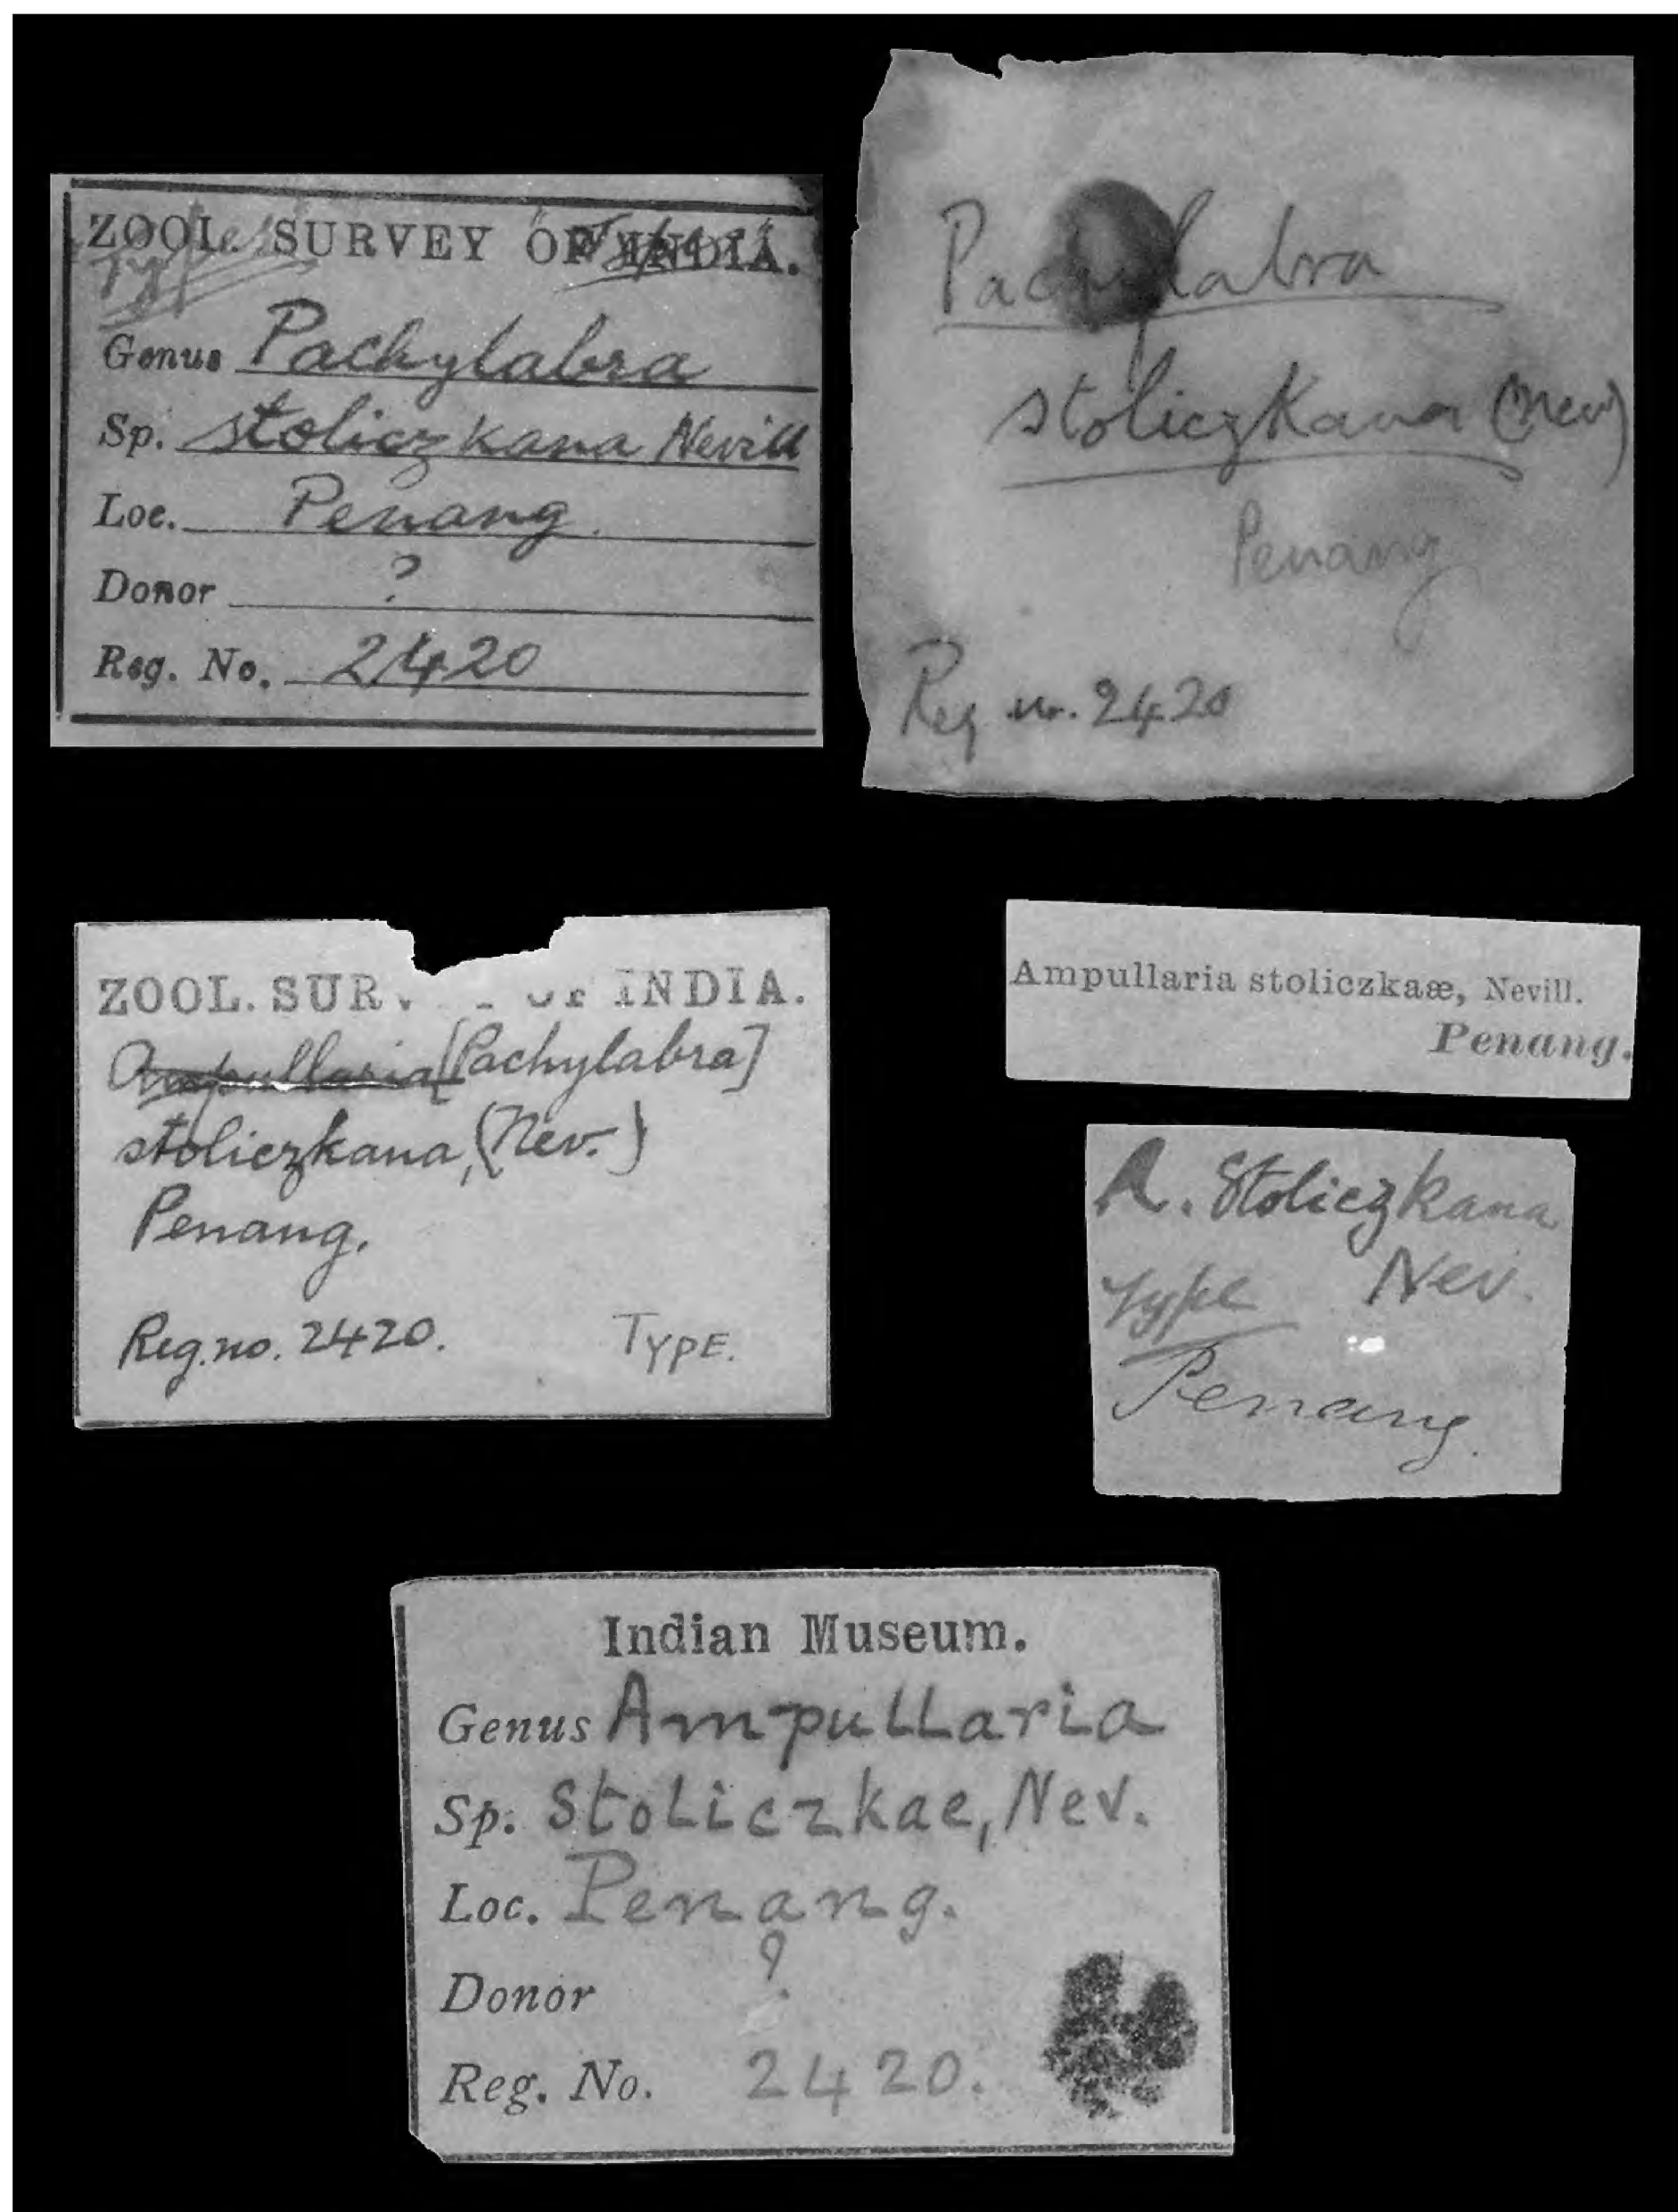 ZOOL. SURVEY OF INDIA.
Type
Genus Pachylabra
Sp. stoliczkana Nevill
Loc. Penang.
Donor ?
Reg. No. 2420
Pachylabra
stoliczkana (Nev)
Penang
Reg no. 2420
ZOOL. SUR OF INDIA.
Ampullaria [Pachylabra]
stoliczkana, (Nev.)
Penang.
Reg. no. 2420. TYPE.
Ampullaria stoliczkaæ, Nevill.
Penang.
A. Stoliczkana
Type Nev.
Penang.
Indian Museum.
Genus Ampullaria
Sp. Stoliczkae, Nev.
Loc. Penang.
Donor ?
Reg. No. 2420.